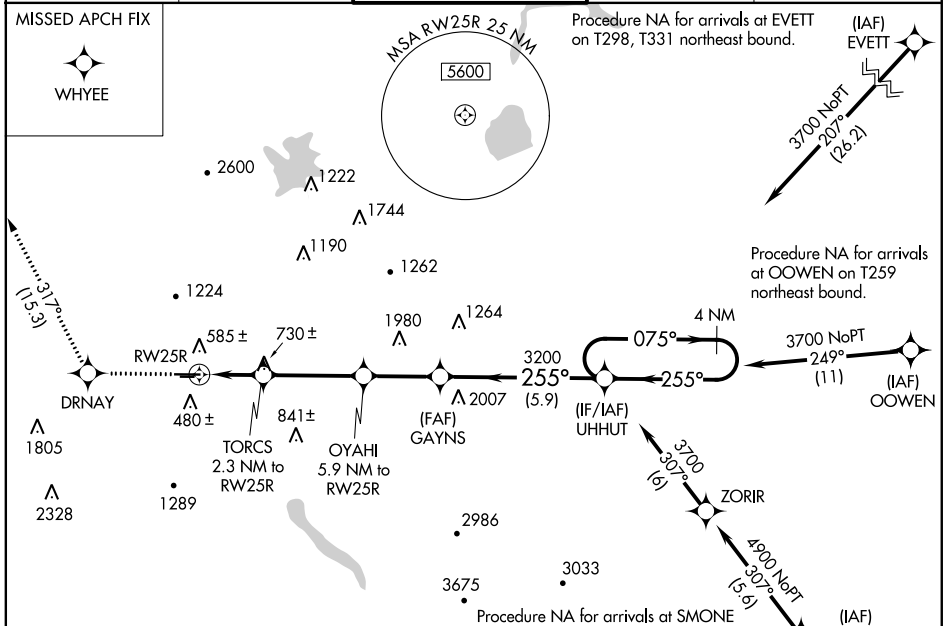 MISSED APCH FIX
WHYEE
MSA RW25R 25 NM
5600
Procedure NA for arrivals at EVETT
on T298, T331 northeast bound.
(IAF)
EVETT
3700 NoPT
207°
(26.2)
2600
1222
1744
1190
1262
Procedure NA for arrivals
at OOWEN on T259
northeast bound.
317°
(15.3)
1224
585 ±
730 ±
1980
1264
4 NM
075°
3700 NoPT
249°
(11)
(IAF)
OOWEN
RW25R
3200
255°
(5.9)
255°
DRNAY
480 ±
841 ±
2007
(FAF)
GAYNS
(IF/IAF)
UHHUT
TORCS
2.3 NM to
RW25R
OYAHI
5.9 NM to
RW25R
1805
2328
1289
3700
307°
(6)
ZORIR
2986
3675
3033
4900 NoPT
307°
(5.6)
Procedure NA for arrivals at SMONE
(IAF)